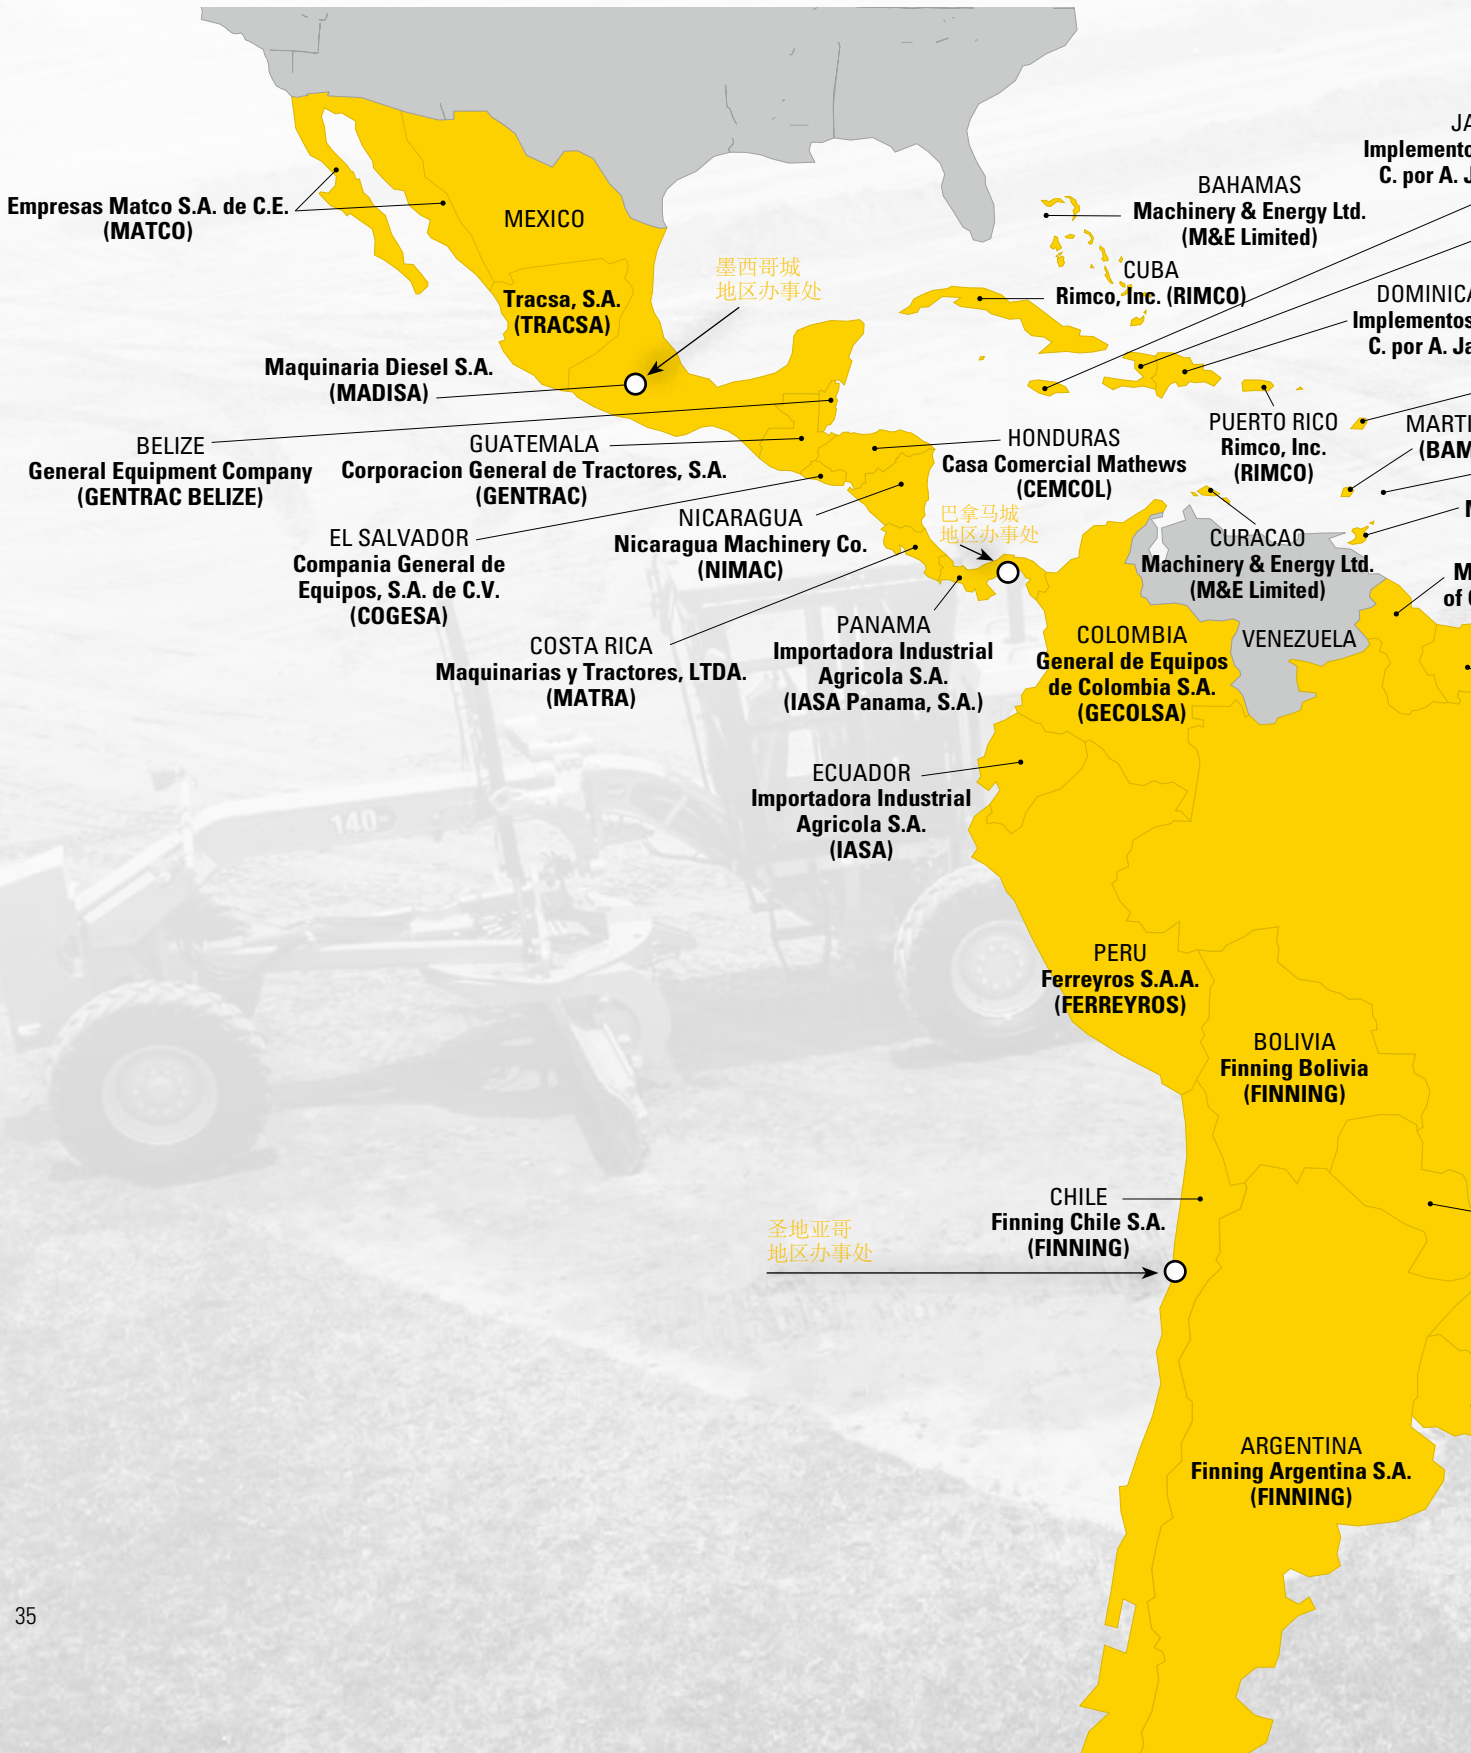 JA
Implemento
C. por A. J
BAHAMAS
Machinery & Energy Ltd.
(M&E Limited)
Empresas Matco S.A. de C.E.
(MATCO)
MEXICO
墨西哥城
地区办事处
CUBA
Rimco, Inc. (RIMCO)
Tracsa, S.A.
(TRACSA)
DOMINICA
Implementos
C. por A. Ja
Maquinaria Diesel S.A.
(MADISA)
BELIZE
General Equipment Company
(GENTRAC BELIZE)
GUATEMALA
Corporacion General de Tractores, S.A.
(GENTRAC)
HONDURAS
Casa Comercial Mathews
(CEMCOL)
PUERTO RICO
Rimco, Inc.
(RIMCO)
MARTI
(BAM
M
EL SALVADOR
Compania General de
Equipos, S.A. de C.V.
(COGESA)
NICARAGUA
Nicaragua Machinery Co.
(NIMAC)
巴拿马城
地区办事处
CURACAO
Machinery & Energy Ltd.
(M&E Limited)
M
of
COSTA RICA
Maquinarias y Tractores, LTDA.
(MATRA)
PANAMA
Importadora Industrial
Agricola S.A.
(IASA Panama, S.A.)
COLOMBIA
General de Equipos
de Colombia S.A.
(GECOLSA)
VENEZUELA
ECUADOR
Importadora Industrial
Agricola S.A.
(IASA)
140
PERU
Ferreyros S.A.A.
(FERREYROS)
BOLIVIA
Finning Bolivia
(FINNING)
CHILE
Finning Chile S.A.
(FINNING)
圣地亚哥
地区办事处
ARGENTINA
Finning Argentina S.A.
(FINNING)
35